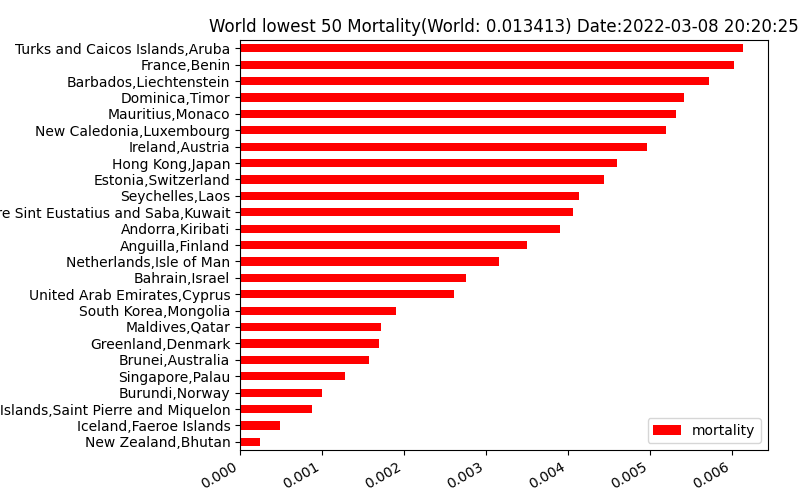 World lowest 50 Mortality(World: 0.013413) Date:2022-03-08 20:20:25
Turks and Caicos Islands,Aruba
France,Benin
Barbados,Liechtenstein
Dominica,Timor
Mauritius,Monaco
New Caledonia,Luxembourg
Ireland,Austria
Hong Kong,Japan
Estonia,Switzerland
Seychelles,Laos
Sint Eustatius and Saba,Kuwait
Andorra,Kiribati
Anguilla,Finland
Netherlands,Isle of Man
Bahrain,Israel
United Arab Emirates,Cyprus
South Korea,Mongolia
Maldives,Qatar
Greenland,Denmark
Brunei,Australia
Singapore,Palau
Burundi,Norway
Islands,Saint Pierre and Miquelon
Iceland,Faeroe Islands
New Zealand,Bhutan
mortality
0.000 0.001 0.002 0.003 0.004 0.005 0.006